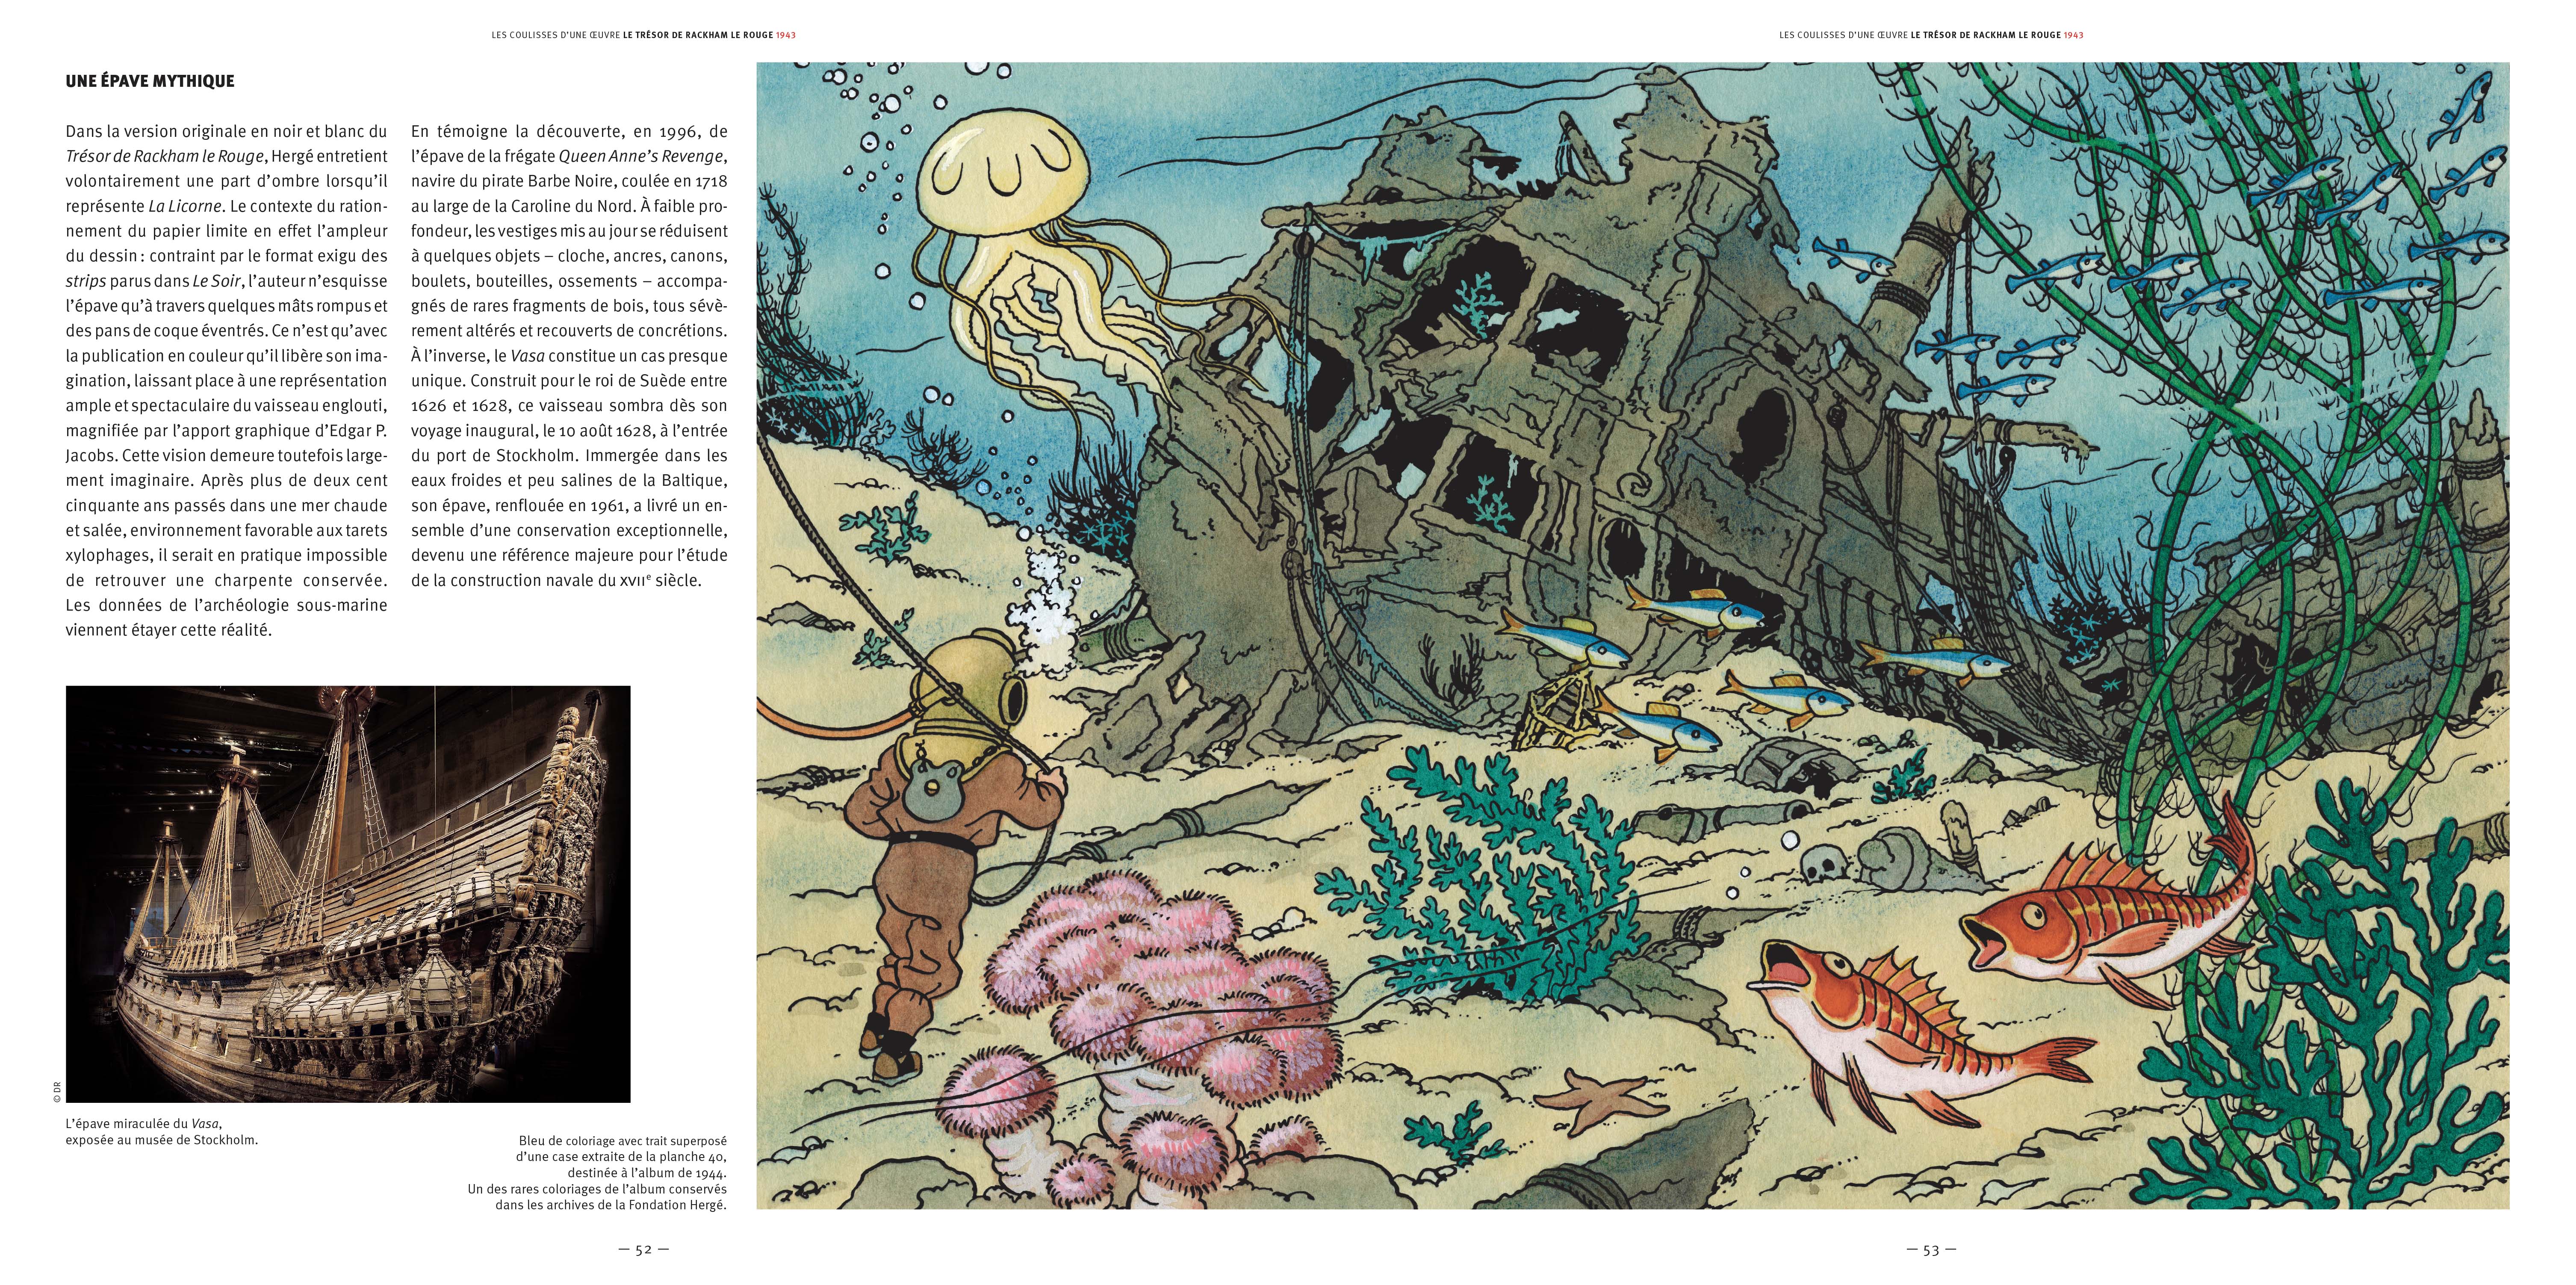 LES COULISSES D'UNE ŒUVRE LE TRÉSOR DE RACKHAM LE ROUGE 1943
UNE ÉPAVE MYTHIQUE
Dans la version originale en noir et blanc du
Trésor de Rackham le Rouge, Hergé entretient
volontairement une part d'ombre lorsqu'il
représente La Licorne. Le contexte du ration-
nement du papier limite en effet l'ampleur
du dessin : contraint par le format exigu des
strips parus dans Le Soir, l'auteur n'esquisse
l'épave qu'à travers quelques mâts rompus et
des pans de coque éventrés. Ce n'est qu'avec
la publication en couleur qu'il libère son ima-
gination, laissant place à une représentation
ample et spectaculaire du vaisseau englouti,
magnifiée par l'apport graphique d'Edgar P.
Jacobs. Cette vision demeure toutefois large-
ment imaginaire. Après plus de deux cent
cinquante ans passés dans une mer chaude
et salée, environnement favorable aux tarets
xylophages, il serait en pratique impossible
de retrouver une charpente conservée.
Les données de l'archéologie sous-marine
viennent étayer cette réalité.
En témoigne la découverte, en 1996, de
l'épave de la frégate Queen Anne's Revenge,
navire du pirate Barbe Noire, coulée en 1718
au large de la Caroline du Nord. À faible pro-
fondeur, les vestiges mis au jour se réduisent
à quelques objets – cloche, ancres, canons,
boulets, bouteilles, ossements – accompa-
gnés de rares fragments de bois, tous sévè-
rement altérés et recouverts de concrétions.
À l'inverse, le Vasa constitue un cas presque
unique. Construit pour le roi de Suède entre
1626 et 1628, ce vaisseau sombra dès son
voyage inaugural, le 10 août 1628, à l'entrée
du port de Stockholm. Immergée dans les
eaux froides et peu salines de la Baltique,
son épave, renflouée en 1961, a livré un en-
semble d'une conservation exceptionnelle,
devenu une référence majeure pour l'étude
de la construction navale du XVIIe siècle.
© DR
L'épave miraculée du Vasa,
exposée au musée de Stockholm.
Bleu de coloriage avec trait superposé
d'une case extraite de la planche 40,
destinée à l'album de 1944.
Un des rares coloriages de l'album conservés
dans les archives de la Fondation Hergé.
— 52 —
LES COULISSES D'UNE ŒUVRE LE TRÉSOR DE RACKHAM LE ROUGE 1943
— 53 —